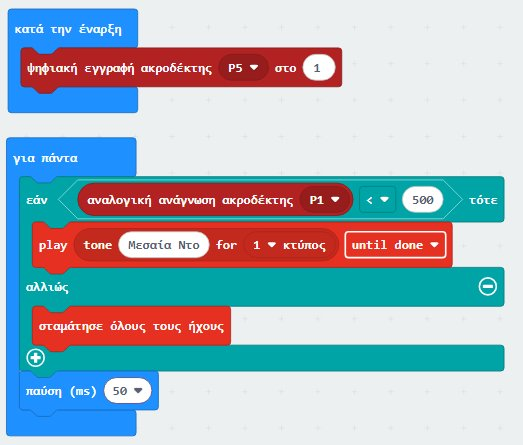 κατά την έναρξη
ψηφιακή εγγραφή ακροδέκτης P5 στο 1
για πάντα
εάν αναλογική ανάγνωση ακροδέκτης P1 < 500 τότε
play tone Μεσαία Ντο for 1 κτύπος until done
αλλιώς
σταμάτησε όλους τους ήχους
παύση (ms) 50